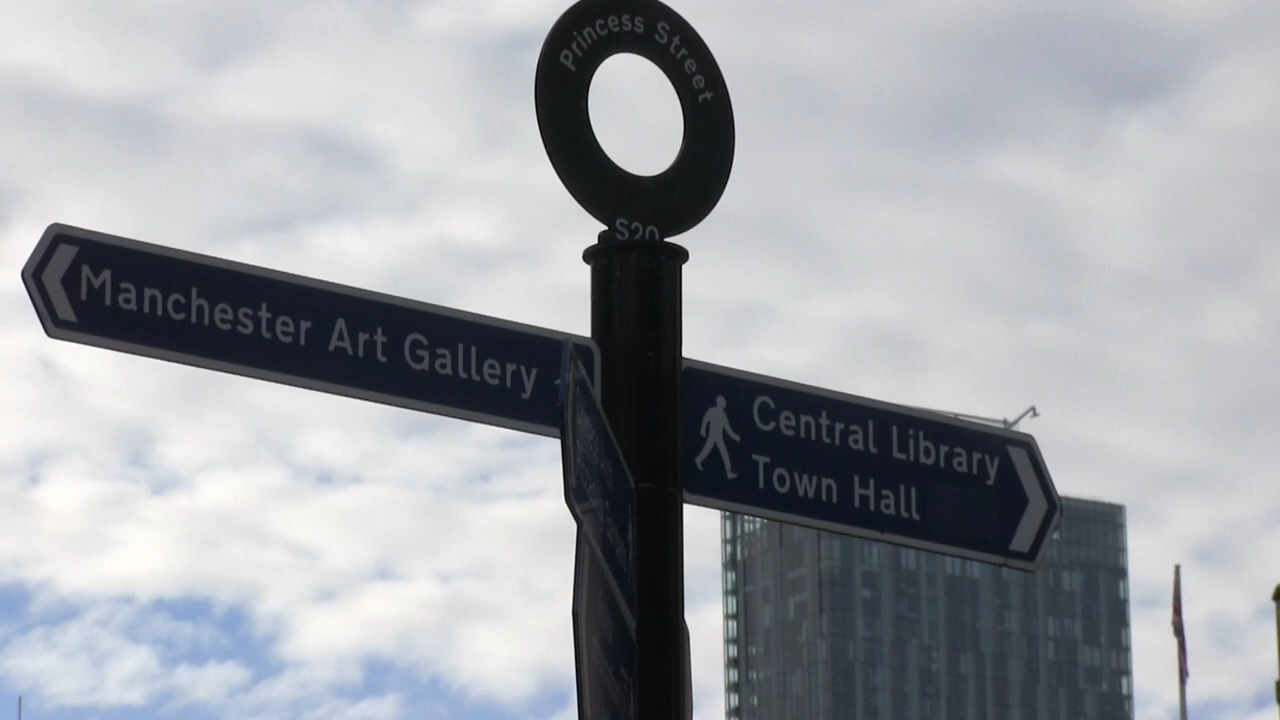 Princess Street
S20
Manchester Art Gallery
Central Library
Town Hall